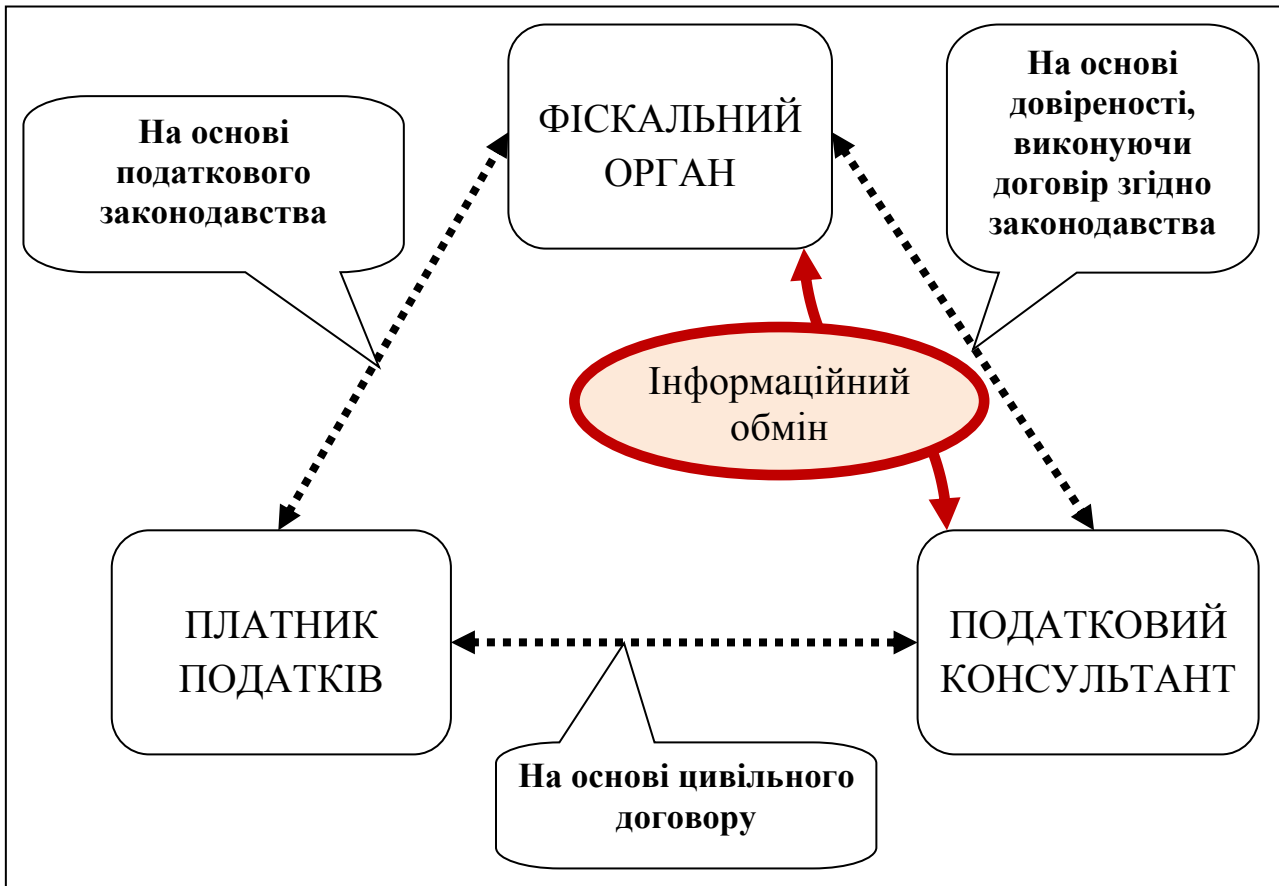 На основі
податкового
законодавства
ФІСКАЛЬНИЙ
ОРГАН
На основі
довіреності,
виконуючи
договір згідно
законодавства
Інформаційний
обмін
ПЛАТНИК
ПОДАТКІВ
ПОДАТКОВИЙ
КОНСУЛЬТАНТ
На основі цивільного
договору